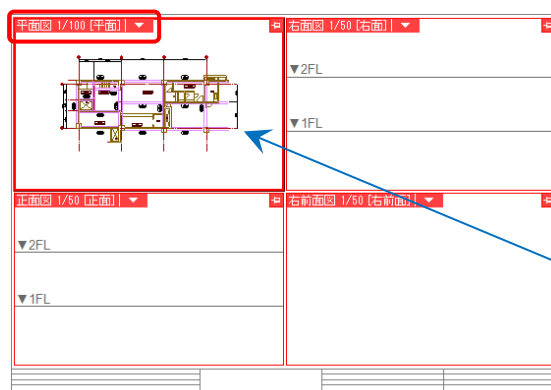 平面図 1/100 [平面]
右面図 1/50 [右面]
▼2FL
▼1FL
正面図 1/50 [正面]
右前面図 1/50 [右前面]
▼2FL
▼1FL